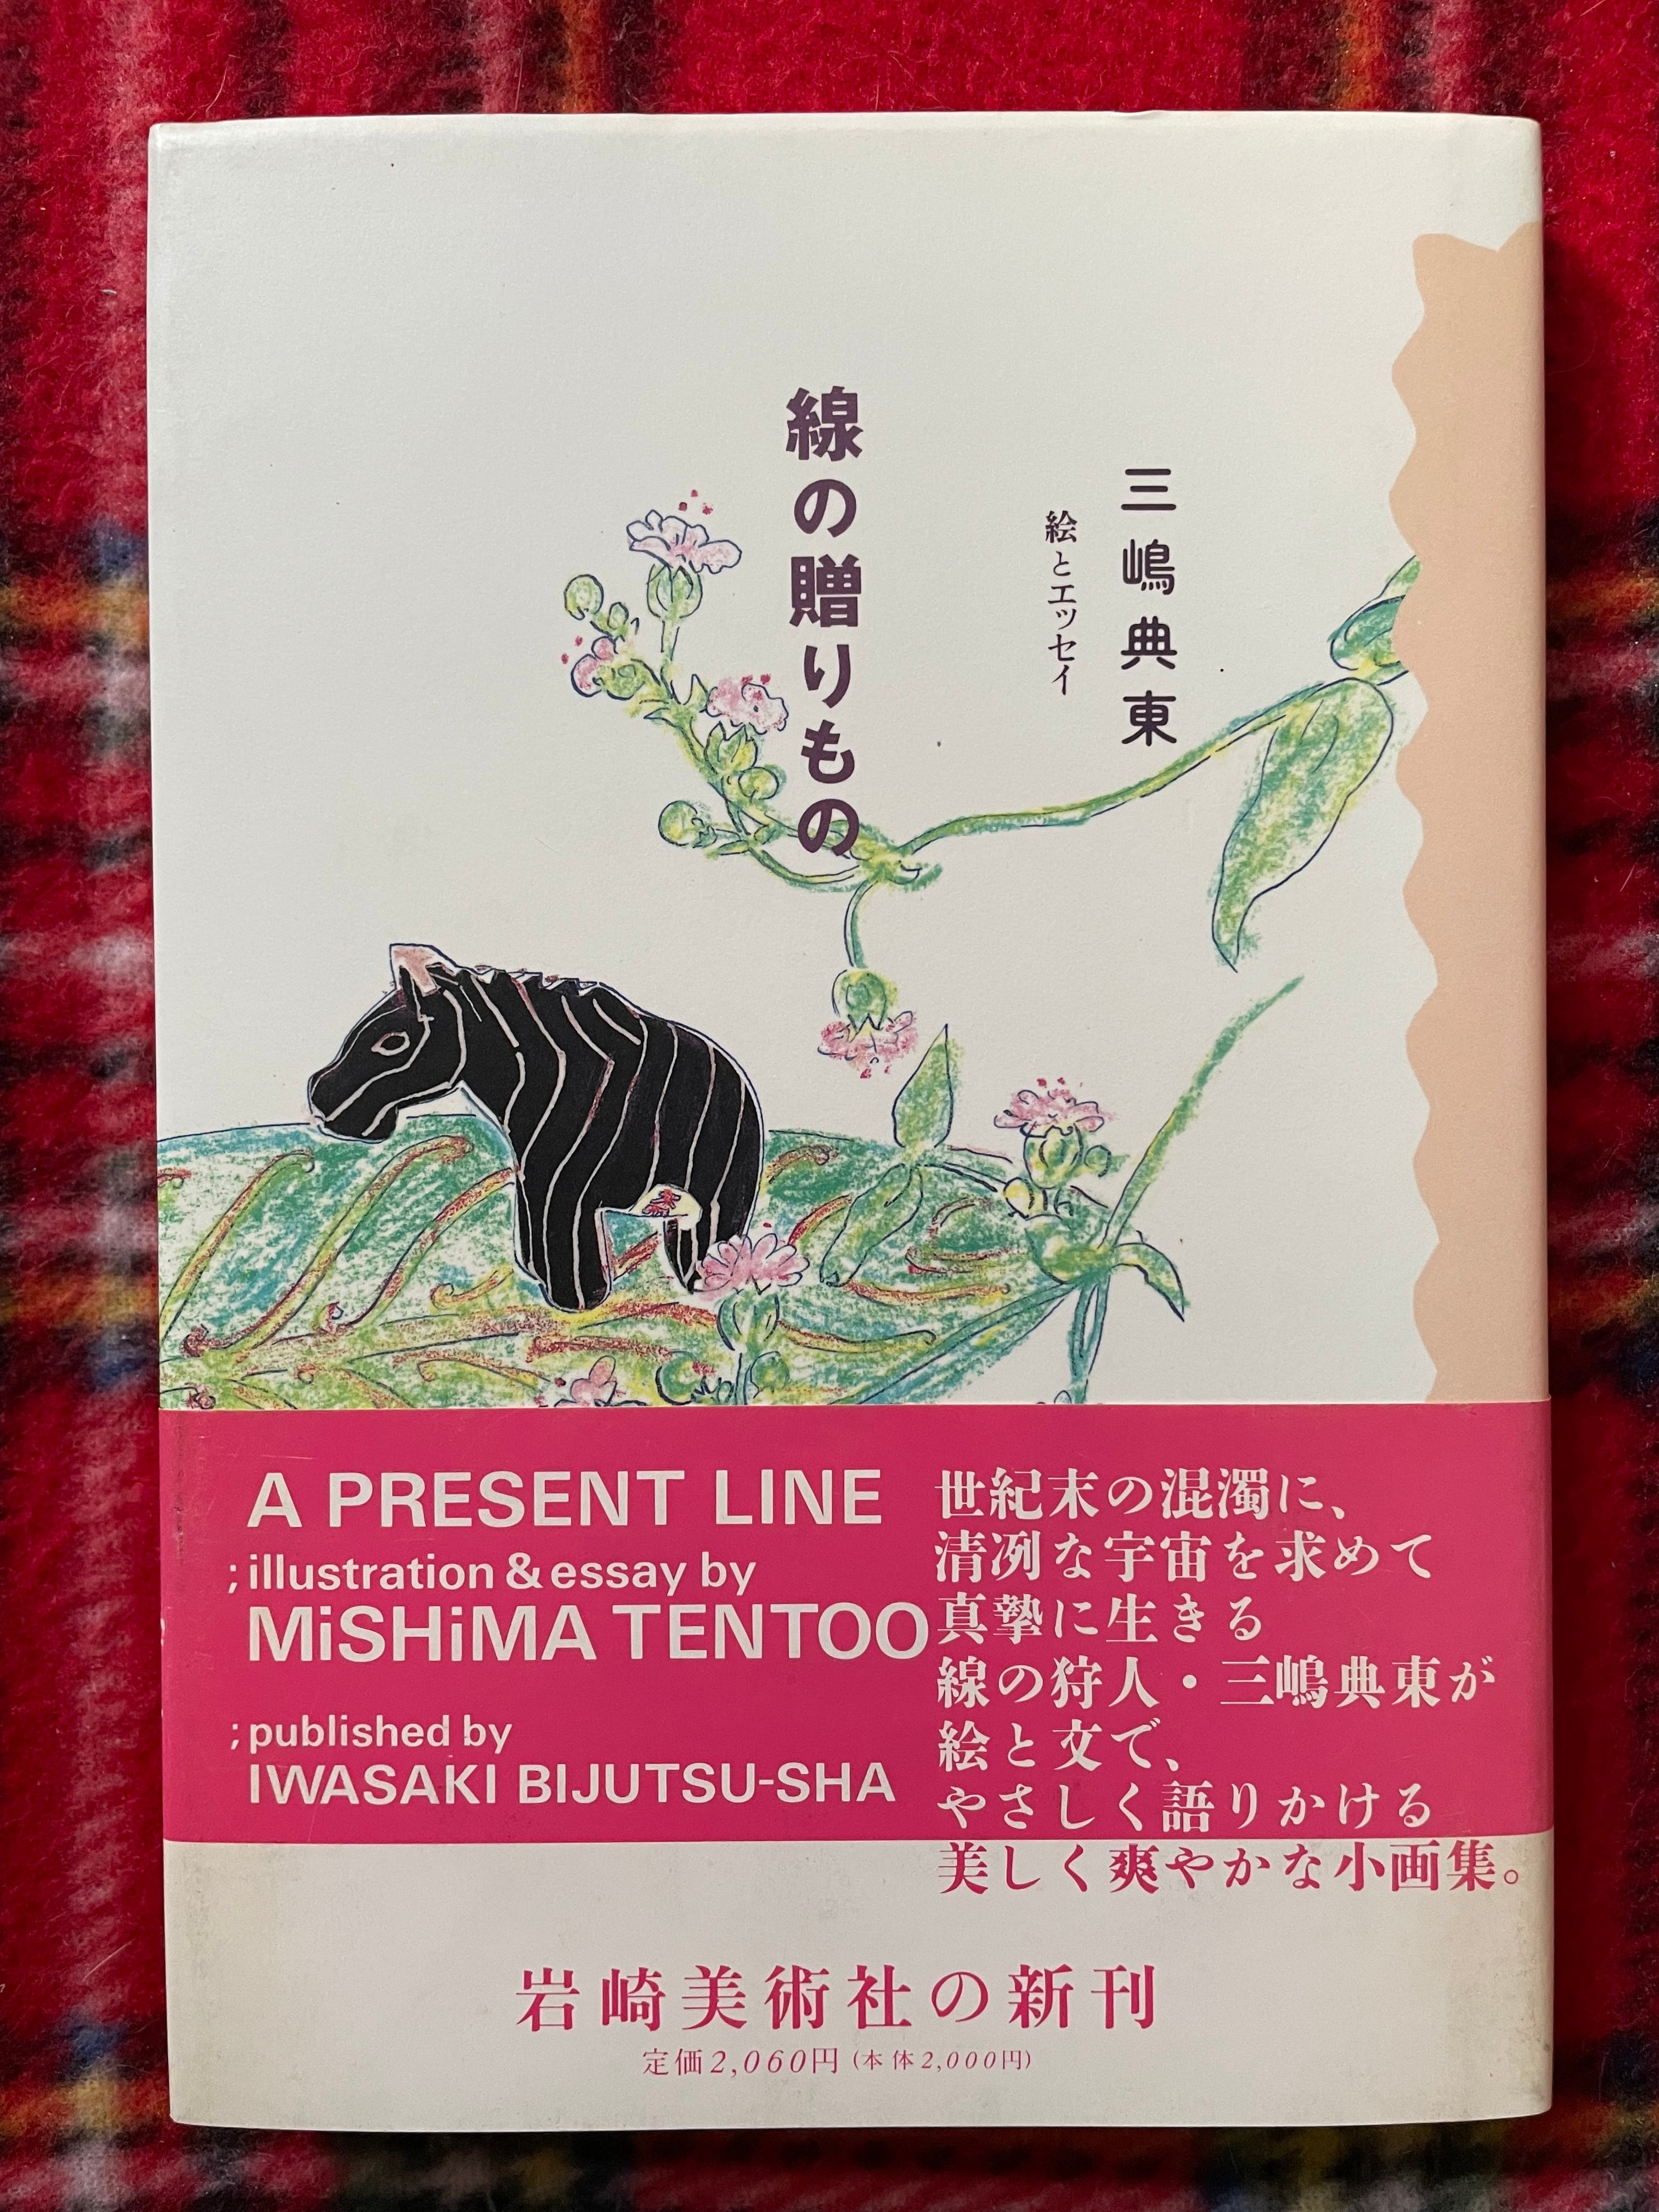 三嶋典東
絵とエッセイ
線の贈りもの
A PRESENT LINE
;illustration & essay by
MiSHiMA TENTOO
;published by
IWASAKI BIJUTSU-SHA
世紀末の混濁に、
清冽な宇宙を求めて
真摯に生きる
線の狩人・三嶋典東が
絵と文で、
やさしく語りかける
美しく爽やかな小画集。
岩崎美術社の新刊
定価2,060円(本体2,000円)